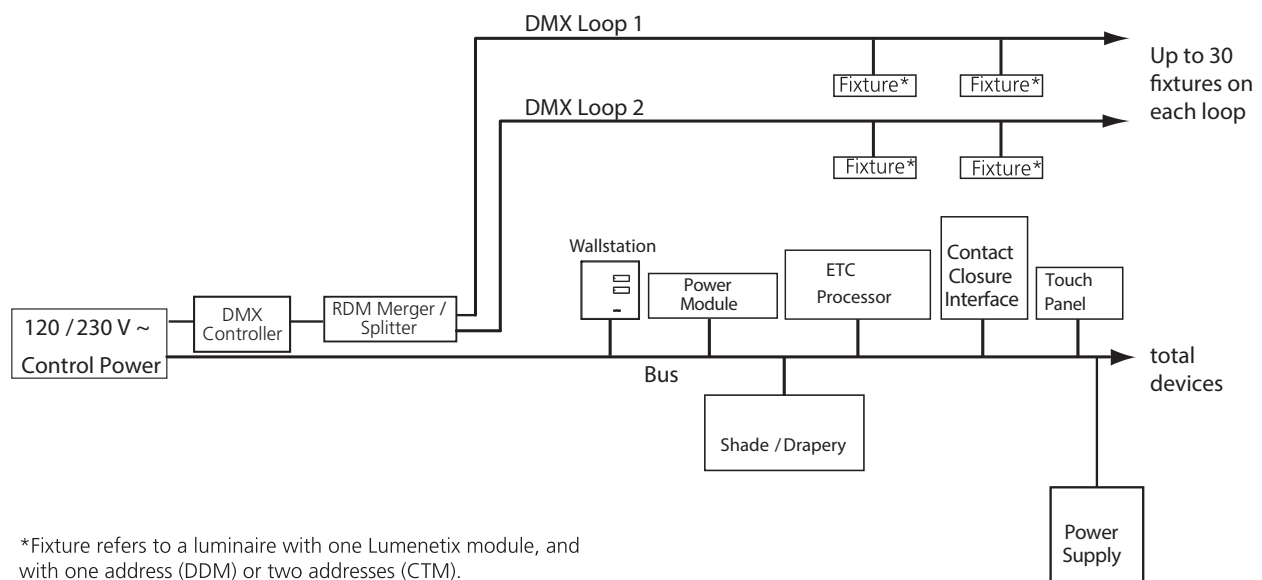 DMX Loop 1
Fixture*
Fixture*
Up to 30
fixtures on
each loop
DMX Loop 2
Fixture*
Fixture*
Wallstation
Power
Module
ETC
Processor
Contact
Closure
Interface
Touch
Panel
120 / 230 V ~
Control Power
DMX
Controller
RDM Merger /
Splitter
Bus
total
devices
Shade / Drapery
Power
Supply
*Fixture refers to a luminaire with one Lumenetix module, and
with one address (DDM) or two addresses (CTM).